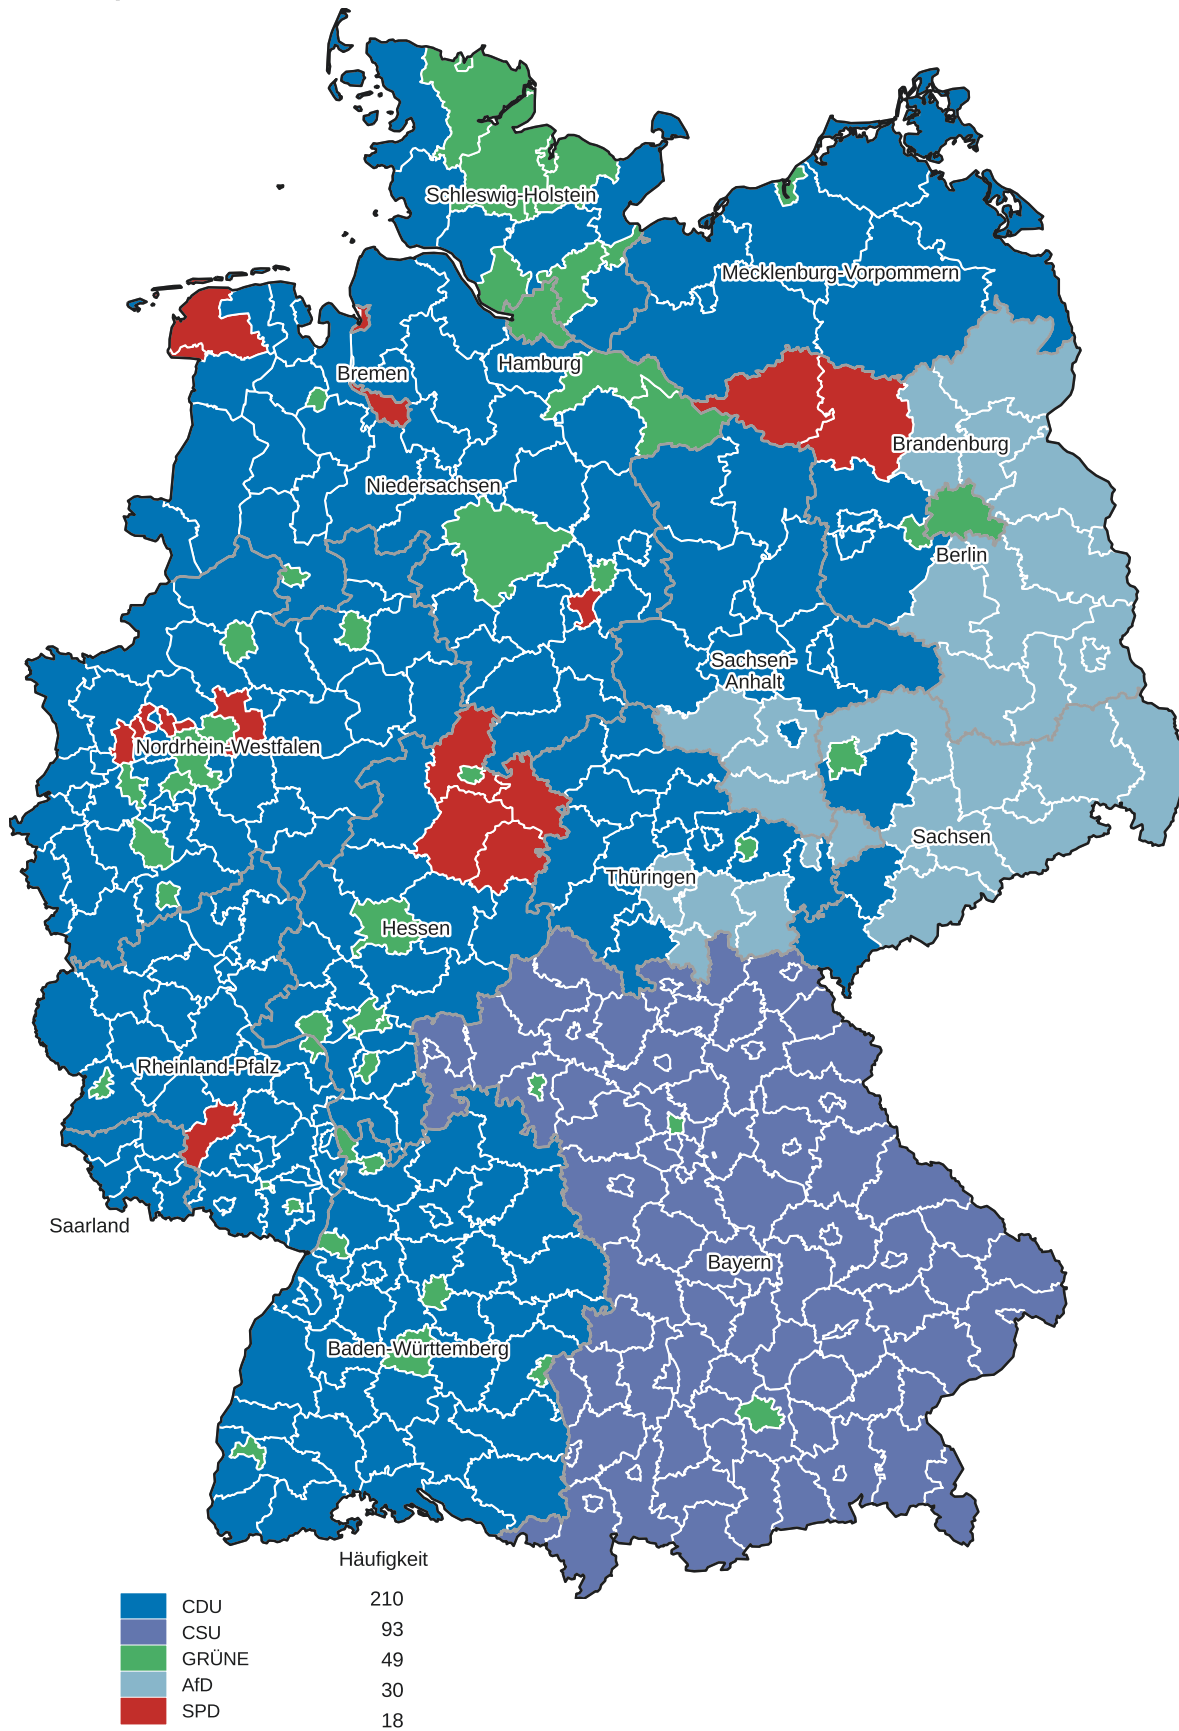 Schleswig-Holstein
Mecklenburg-Vorpommern
Hamburg
Bremen
Brandenburg
Niedersachsen
Berlin
Sachsen-
Anhalt
Nordrhein-Westfalen
Sachsen
Thüringen
Hessen
Rheinland-Pfalz
Saarland
Bayern
Baden-Württemberg
Häufigkeit
CDU 210
CSU 93
GRÜNE 49
AfD 30
SPD 18